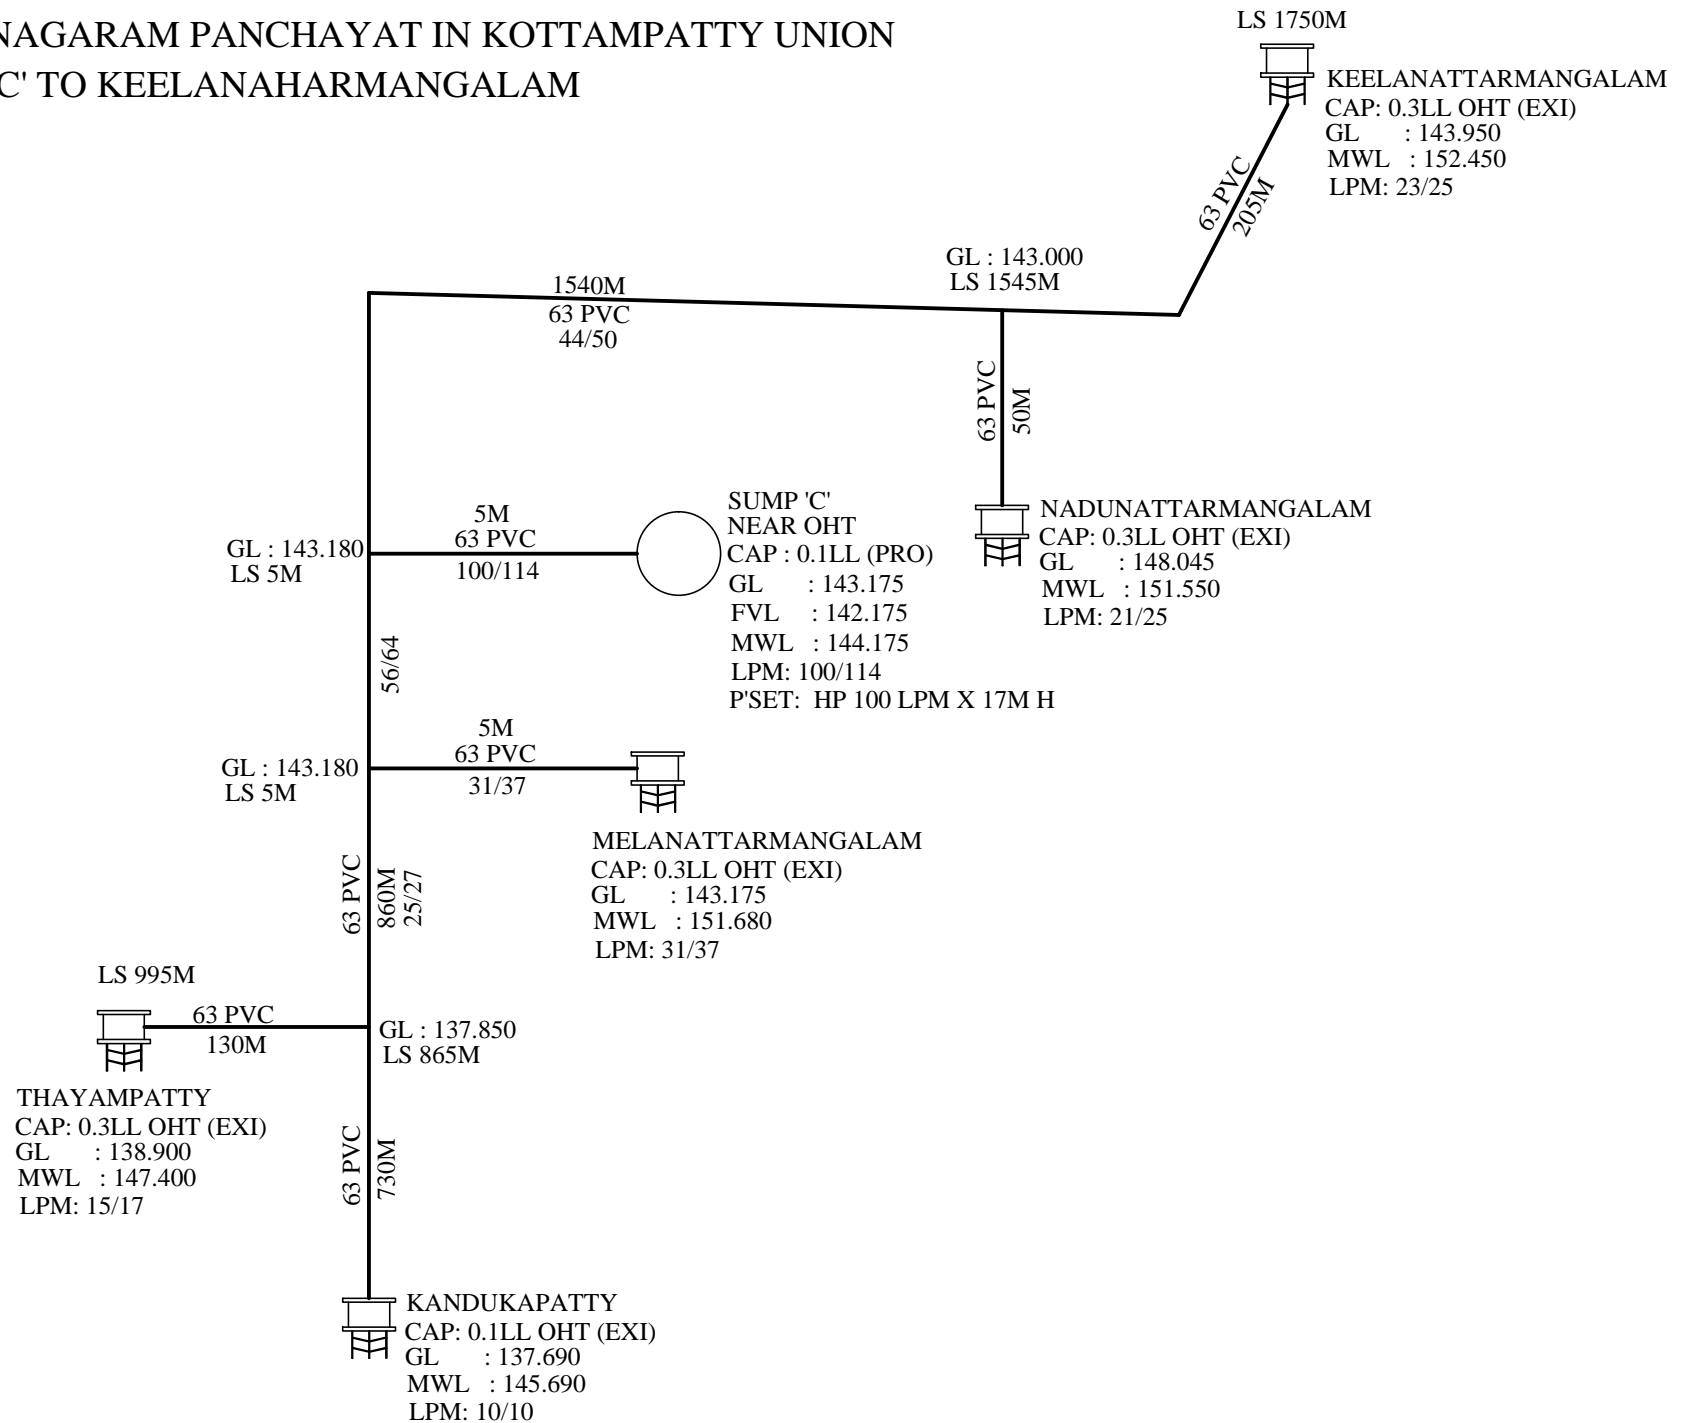 NAGARAM PANCHAYAT IN KOTTAMPATTY UNION
C' TO KEELANAHARMANGALAM
LS 1750M
KEELANATTARMANGALAM
CAP: 0.3LL OHT (EXI)
GL : 143.950
MWL : 152.450
LPM: 23/25
63 PVC
205M
GL : 143.000
LS 1545M
1540M
63 PVC
44/50
63 PVC
50M
NADUNATTARMANGALAM
CAP: 0.3LL OHT (EXI)
GL : 148.045
MWL : 151.550
LPM: 21/25
SUMP 'C'
NEAR OHT
CAP : 0.1LL (PRO)
GL : 143.175
FVL : 142.175
MWL : 144.175
LPM: 100/114
P'SET: HP 100 LPM X 17M H
5M
63 PVC
100/114
GL : 143.180
LS 5M
56/64
5M
63 PVC
31/37
GL : 143.180
LS 5M
MELANATTARMANGALAM
CAP: 0.3LL OHT (EXI)
GL : 143.175
MWL : 151.680
LPM: 31/37
63 PVC
860M
25/27
LS 995M
63 PVC
130M
GL : 137.850
LS 865M
THAYAMPATTY
CAP: 0.3LL OHT (EXI)
GL : 138.900
MWL : 147.400
LPM: 15/17
63 PVC
730M
KANDUKAPATTY
CAP: 0.1LL OHT (EXI)
GL : 137.690
MWL : 145.690
LPM: 10/10